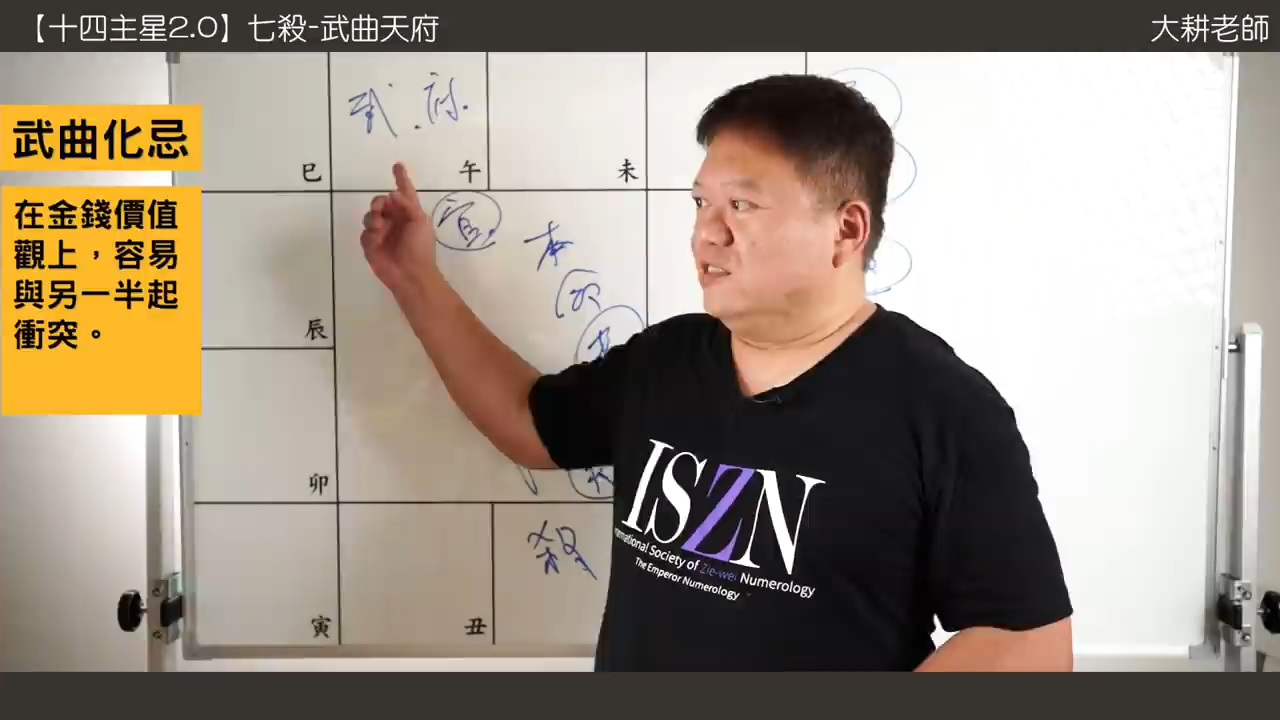 【十四主星2.0】七殺-武曲天府
大耕老師
武曲化忌
在金錢價值
觀上，容易
與另一半起
衝突。
武.府.
巳
午
未
辰
本
卯
殺
寅
丑
ISZN
national Society of Zie-wei Numerology
The Emperor Numerology